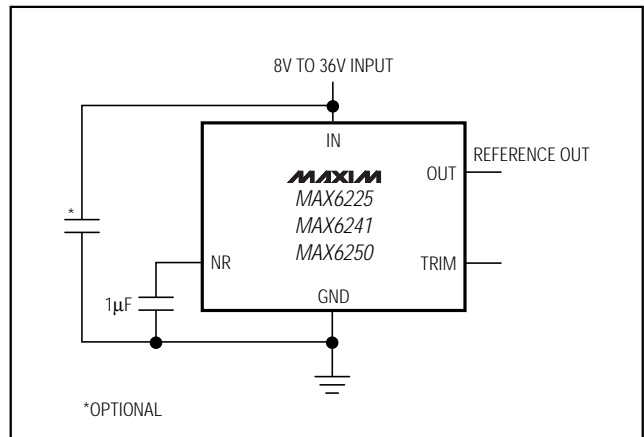 8V TO 36V INPUT
IN
OUT
REFERENCE OUT
MAXIM
MAX6225
MAX6241
MAX6250
*
NR
TRIM
1μF
GND
*OPTIONAL